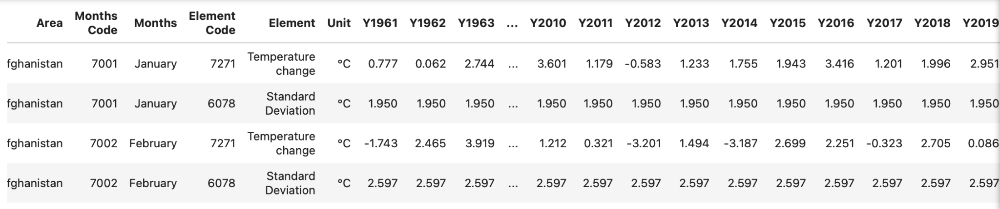 Area Months Code Months Element Code Element Unit Y1961 Y1962 Y1963 ... Y2010 Y2011 Y2012 Y2013 Y2014 Y2015 Y2016 Y2017 Y2018 Y2019
fghanistan 7001 January 7271 Temperature change °C 0.777 0.062 2.744 ... 3.601 1.179 -0.583 1.233 1.755 1.943 3.416 1.201 1.996 2.951
fghanistan 7001 January 6078 Standard Deviation °C 1.950 1.950 1.950 ... 1.950 1.950 1.950 1.950 1.950 1.950 1.950 1.950 1.950 1.950
fghanistan 7002 February 7271 Temperature change °C -1.743 2.465 3.919 ... 1.212 0.321 -3.201 1.494 -3.187 2.699 2.251 -0.323 2.705 0.086
fghanistan 7002 February 6078 Standard Deviation °C 2.597 2.597 2.597 ... 2.597 2.597 2.597 2.597 2.597 2.597 2.597 2.597 2.597 2.597